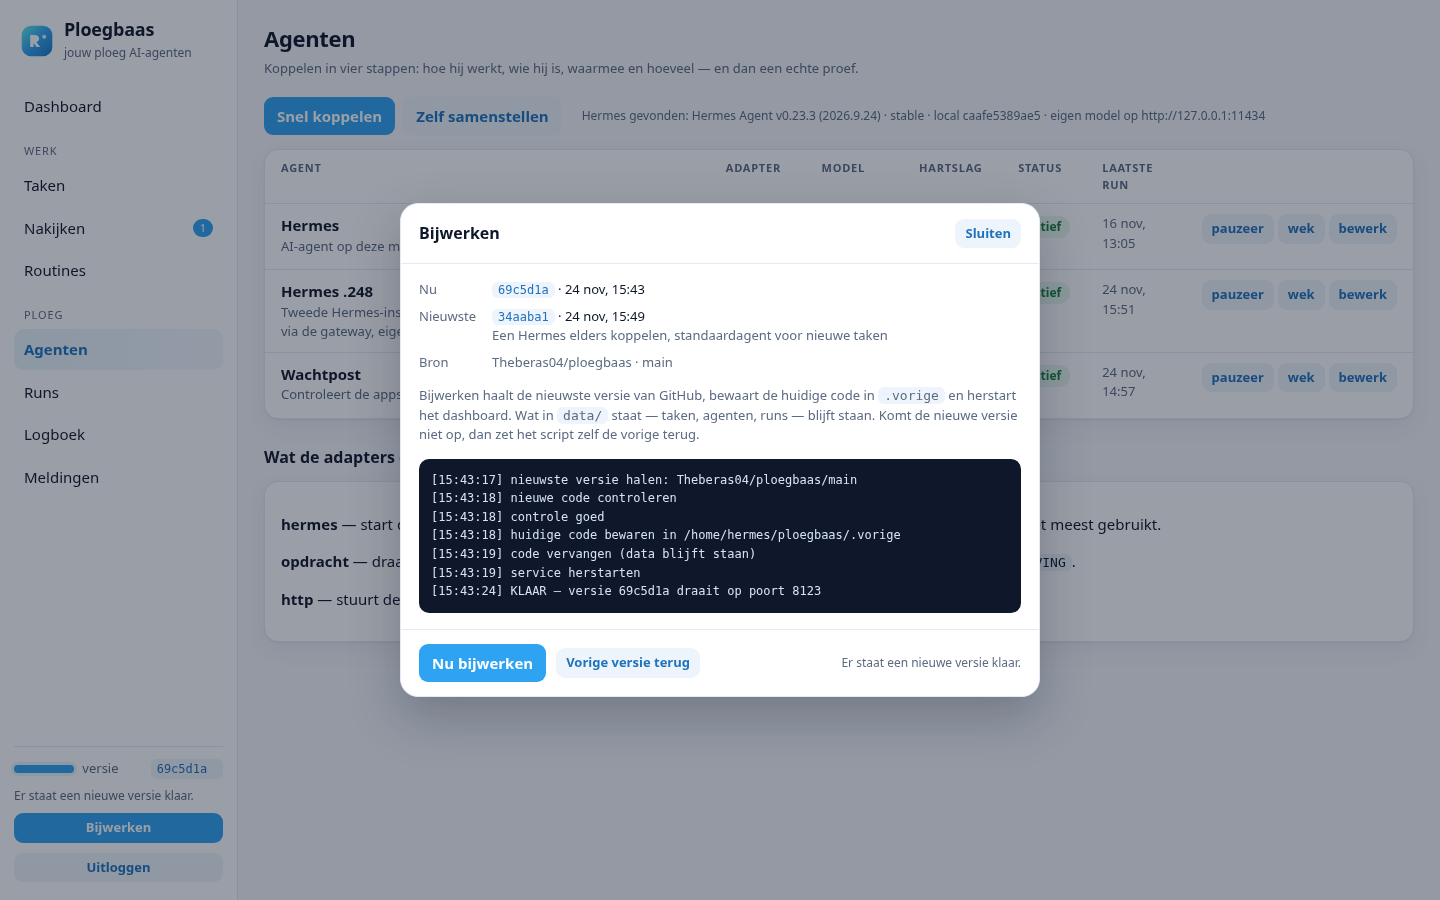 Ploegbaas
jouw ploeg AI-agenten
Dashboard
WERK
Taken
Nakijken 1
Routines
PLOEG
Agenten
Runs
Logboek
Meldingen
versie 69c5d1a
Er staat een nieuwe versie klaar.
Bijwerken
Uitloggen
Agenten
Koppelen in vier stappen: hoe hij werkt, wie hij is, waarmee en hoeveel — en dan een echte proef.
Snel koppelen Zelf samenstellen Hermes gevonden: Hermes Agent v0.23.3 (2026.9.24) · stable · local caafe5389ae5 · eigen model op http://127.0.0.1:11434
AGENT ADAPTER MODEL HARTSLAG STATUS LAATSTE
RUN
Hermes
AI-agent op deze m
tief
16 nov,
13:05
pauzeer wek bewerk
Hermes .248
Tweede Hermes-ins
via de gateway, eige
tief
24 nov,
15:51
pauzeer wek bewerk
Wachtpost
Controleert de apps
tief
24 nov,
14:57
pauzeer wek bewerk
Wat de adapters
hermes — start
t meest gebruikt.
opdracht — draa
VING .
http — stuurt de
Bijwerken
Sluiten
Nu 69c5d1a · 24 nov, 15:43
Nieuwste 34aaba1 · 24 nov, 15:49
Een Hermes elders koppelen, standaardagent voor nieuwe taken
Bron Theberas04/ploegbaas · main
Bijwerken haalt de nieuwste versie van GitHub, bewaart de huidige code in .vorige en herstart
het dashboard. Wat in data/ staat — taken, agenten, runs — blijft staan. Komt de nieuwe versie
niet op, dan zet het script zelf de vorige terug.
[15:43:17] nieuwste versie halen: Theberas04/ploegbaas/main
[15:43:18] nieuwe code controleren
[15:43:18] controle goed
[15:43:18] huidige code bewaren in /home/hermes/ploegbaas/.vorige
[15:43:19] code vervangen (data blijft staan)
[15:43:19] service herstarten
[15:43:24] KLAAR — versie 69c5d1a draait op poort 8123
Nu bijwerken Vorige versie terug Er staat een nieuwe versie klaar.